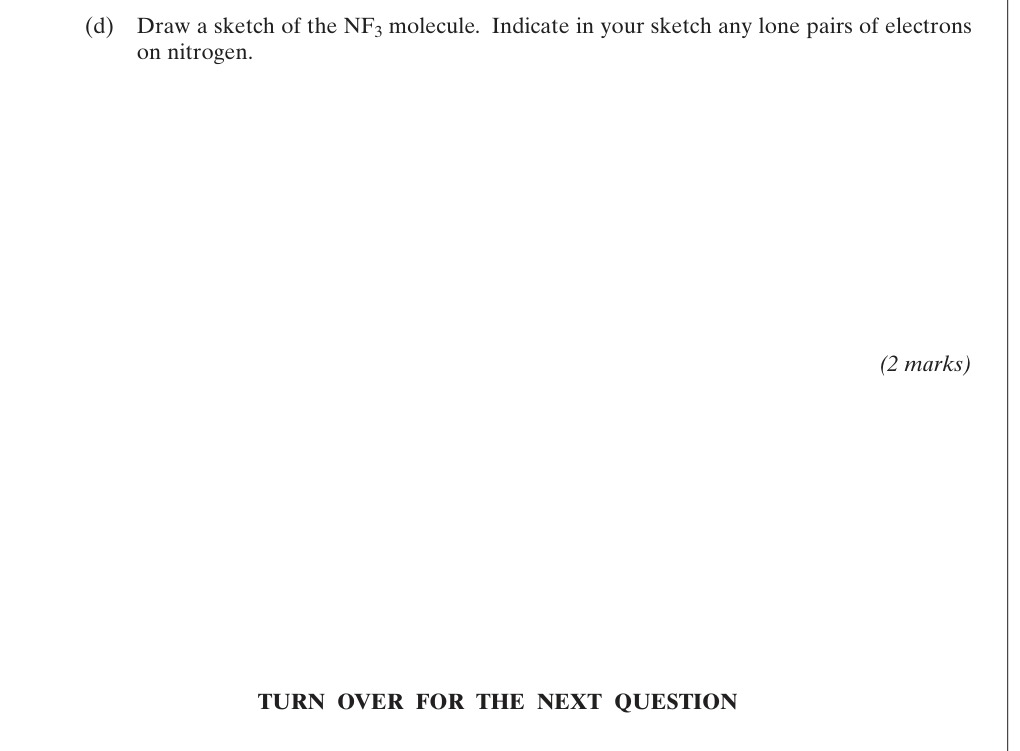 (d) Draw a sketch of the NF₃ molecule. Indicate in your sketch any lone pairs of electrons
on nitrogen.
(2 marks)
TURN OVER FOR THE NEXT QUESTION